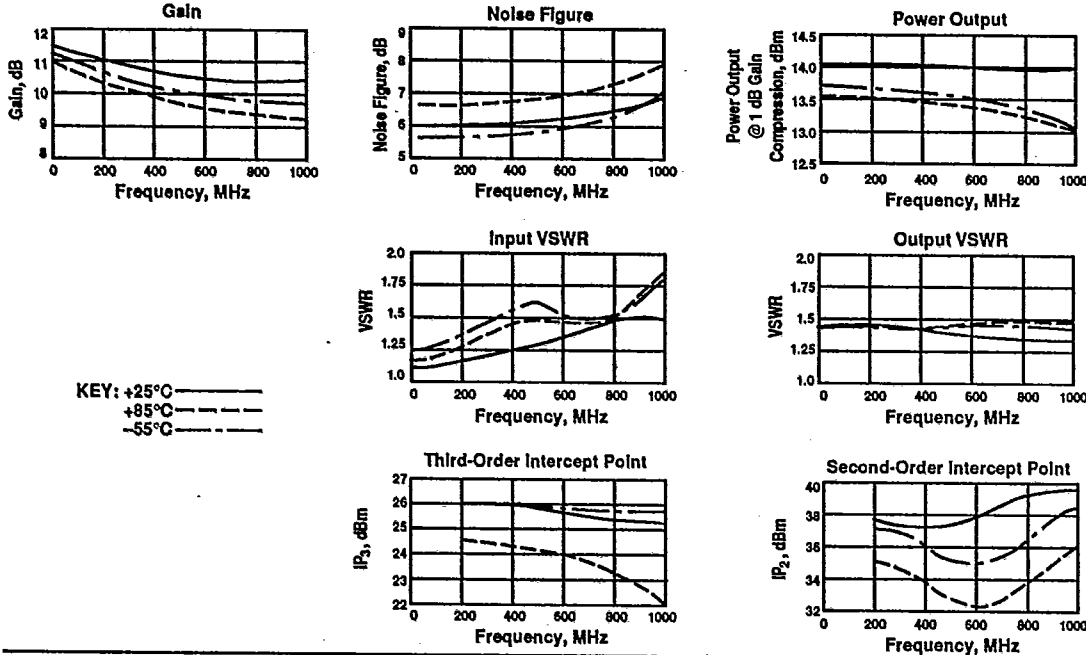 Gain
12
11
10
9
8
Gain, dB
0 200 400 600 800 1000
Frequency, MHz
Noise Figure
9
8
7
6
5
Noise Figure, dB
0 200 400 600 800 1000
Frequency, MHz
Power Output
14.5
14.0
13.5
13.0
12.5
Power Output
@ 1 dB Gain
Compression, dBm
0 200 400 600 800 1000
Frequency, MHz
Input VSWR
2.0
1.75
1.5
1.25
1.0
VSWR
0 200 400 600 800 1000
Frequency, MHz
Output VSWR
2.0
1.75
1.5
1.25
1.0
VSWR
0 200 400 600 800 1000
Frequency, MHz
KEY: +25°C
+85°C
-55°C
Third-Order Intercept Point
27
26
25
24
23
22
IP3, dBm
0 200 400 600 800 1000
Frequency, MHz
Second-Order Intercept Point
40
38
36
34
32
IP2, dBm
0 200 400 600 800 1000
Frequency, MHz